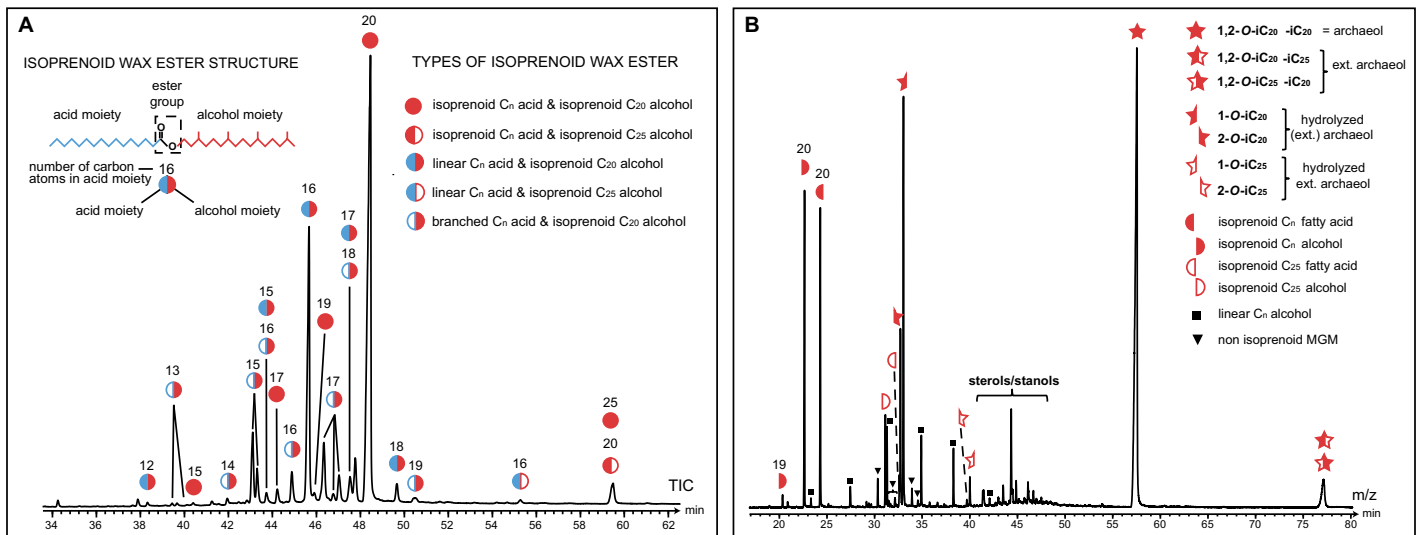 A
ISOPRENOID WAX ESTER STRUCTURE
ester
group
acid moiety
alcohol moiety
O
O
number of carbon
atoms in acid moiety
16
acid moiety
alcohol moiety
TYPES OF ISOPRENOID WAX ESTER
isoprenoid Cn acid & isoprenoid C20 alcohol
isoprenoid Cn acid & isoprenoid C25 alcohol
linear Cn acid & isoprenoid C20 alcohol
linear Cn acid & isoprenoid C25 alcohol
branched Cn acid & isoprenoid C20 alcohol
12
13
15
14
15
15
16
17
16
16
19
17
17
18
20
18
19
16
25
20
TIC
34 36 38 40 42 44 46 48 50 52 54 56 58 60 62
min
B
1,2-O-iC20 -iC20 = archaeol
1,2-O-iC20 -iC25
1,2-O-iC25 -iC20
ext. archaeol
1-O-iC20
2-O-iC20
hydrolyzed
(ext.) archaeol
1-O-iC25
2-O-iC25
hydrolyzed
ext. archaeol
isoprenoid Cn fatty acid
isoprenoid Cn alcohol
isoprenoid C25 fatty acid
isoprenoid C25 alcohol
linear Cn alcohol
non isoprenoid MGM
19
20
20
sterols/stanols
m/z
20 25 30 35 40 45 50 55 60 65 70 75 80
min